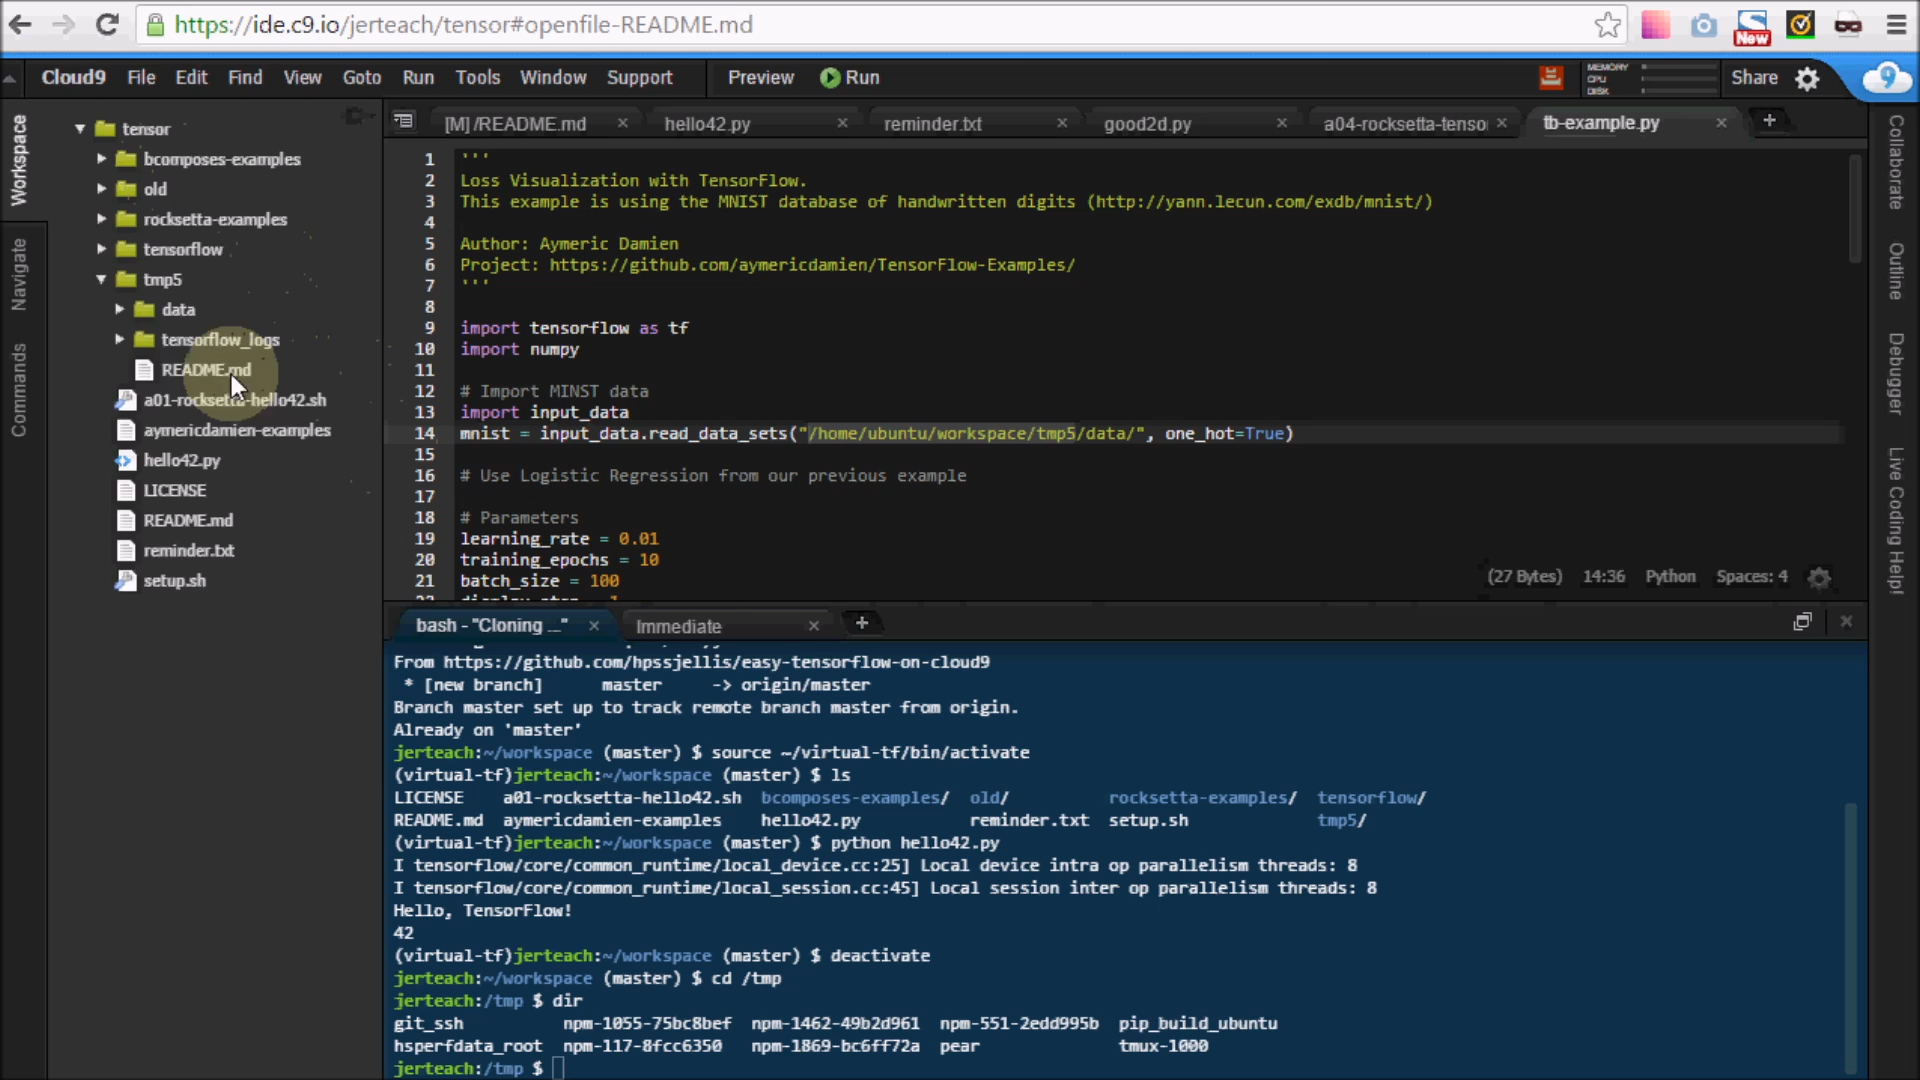 https://ide.c9.io/jerteach/tensor#openfile-README.md
New
Cloud9 File Edit Find View Goto Run Tools Window Support Preview Run
MEMORY
CPU
DISK
Share
9
Workspace
Navigate
Commands
tensor
bcomposes-examples
old
rocksetta-examples
tensorflow
tmp5
data
tensorflow_logs
README.md
a01-rocksetta-hello42.sh
aymericdamien-examples
hello42.py
LICENSE
README.md
reminder.txt
setup.sh
[M] /README.md hello42.py reminder.txt good2d.py a04-rocksetta-tenso tb-example.py
1 '''
2 Loss Visualization with TensorFlow.
3 This example is using the MNIST database of handwritten digits (http://yann.lecun.com/exdb/mnist/)
4
5 Author: Aymeric Damien
6 Project: https://github.com/aymericdamien/TensorFlow-Examples/
7 '''
8
9 import tensorflow as tf
10 import numpy
11
12 # Import MINST data
13 import input_data
14 mnist = input_data.read_data_sets("/home/ubuntu/workspace/tmp5/data/", one_hot=True)
15
16 # Use Logistic Regression from our previous example
17
18 # Parameters
19 learning_rate = 0.01
20 training_epochs = 10
21 batch_size = 100
(27 Bytes) 14:36 Python Spaces: 4
bash - "Cloning ..." Immediate
From https://github.com/hpssjellis/easy-tensorflow-on-cloud9
* [new branch] master -> origin/master
Branch master set up to track remote branch master from origin.
Already on 'master'
jerteach:~/workspace (master) $ source ~/virtual-tf/bin/activate
(virtual-tf)jerteach:~/workspace (master) $ ls
LICENSE a01-rocksetta-hello42.sh bcomposes-examples/ old/ rocksetta-examples/ tensorflow/
README.md aymericdamien-examples hello42.py reminder.txt setup.sh tmp5/
(virtual-tf)jerteach:~/workspace (master) $ python hello42.py
I tensorflow/core/common_runtime/local_device.cc:25] Local device intra op parallelism threads: 8
I tensorflow/core/common_runtime/local_session.cc:45] Local session inter op parallelism threads: 8
Hello, TensorFlow!
42
(virtual-tf)jerteach:~/workspace (master) $ deactivate
jerteach:~/workspace (master) $ cd /tmp
jerteach:/tmp $ dir
git_ssh npm-1055-75bc8bef npm-1462-49b2d961 npm-551-2edd995b pip_build_ubuntu
hsperfdata_root npm-117-8fcc6350 npm-1869-bc6ff72a pear tmux-1000
jerteach:/tmp $
Collaborate
Outline
Debugger
Live Coding Help!